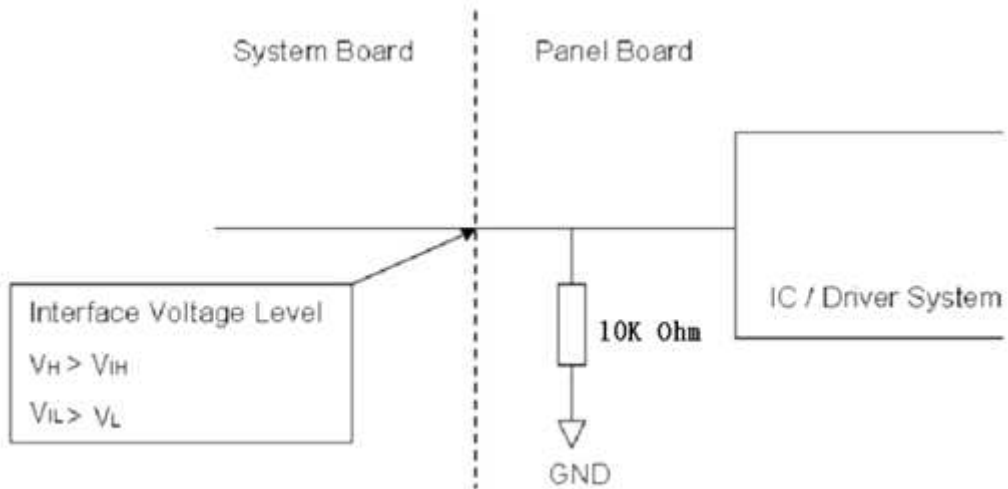 System Board
Panel Board
Interface Voltage Level
VH > VIH
VIL > VL
10K Ohm
IC / Driver System
GND